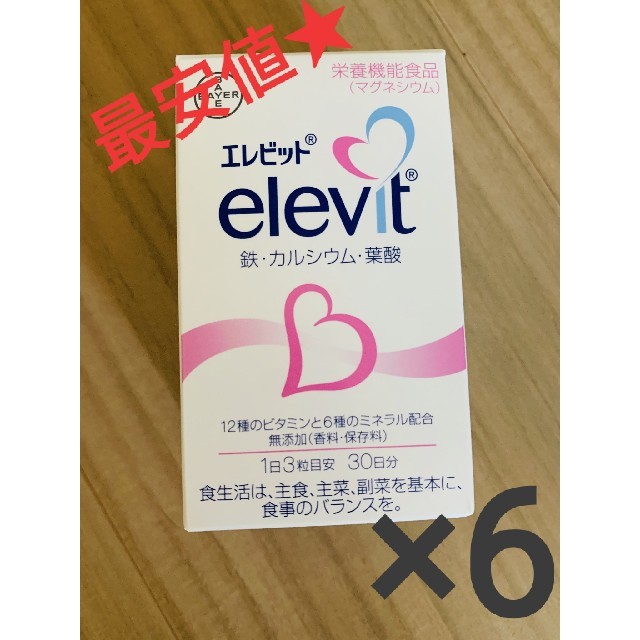 最安値★
BAYER
BAYER
栄養機能食品
(マグネシウム)
エレビット®
elevit®
鉄・カルシウム・葉酸
12種のビタミンと6種のミネラル配合
無添加(香料・保存料)
1日3粒目安 30日分
食生活は、主食、主菜、副菜を基本に、
食事のバランスを。
×6